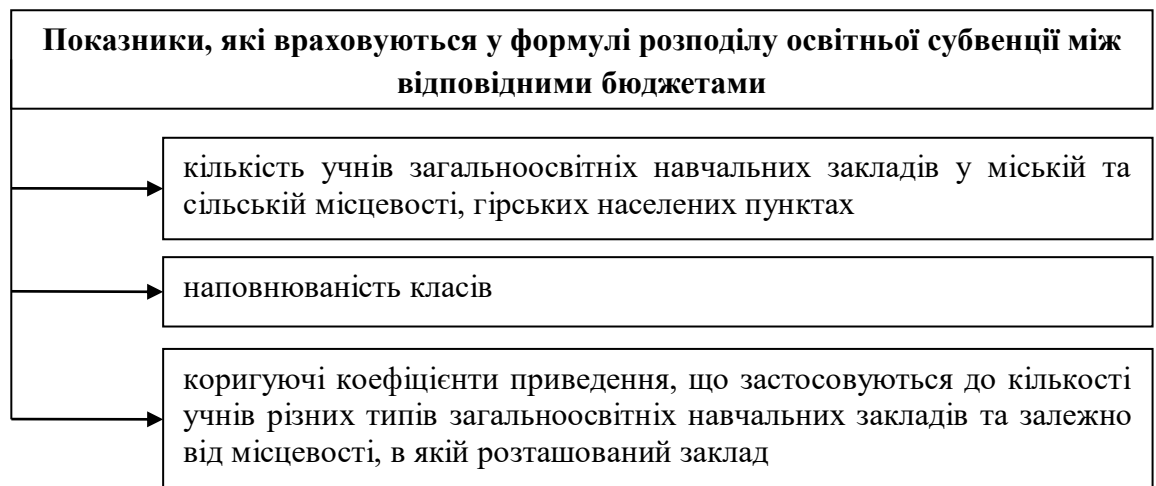 Показники, які враховуються у формулі розподілу освітньої субвенції між
відповідними бюджетами
кількість учнів загальноосвітніх навчальних закладів у міській та
сільській місцевості, гірських населених пунктах
наповнюваність класів
коригуючі коефіцієнти приведення, що застосовуються до кількості
учнів різних типів загальноосвітніх навчальних закладів та залежно
від місцевості, в якій розташований заклад